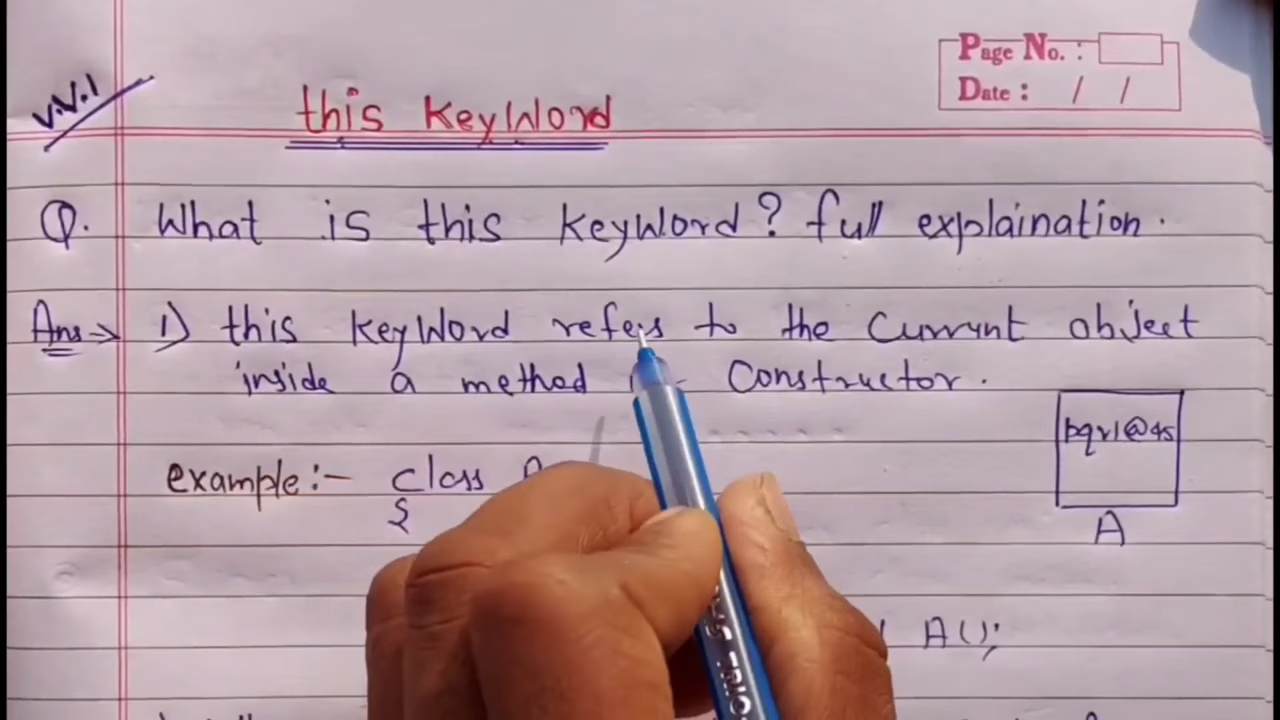 Page No. :
Date : / /
V.V.I
this KeyWord
Q. What is this keyword? full explaination.
Ans→ 1) this KeyWord refers to the Currunt object
inside a method Constructor.
pqr1@45
example:- class A
{
A
A();